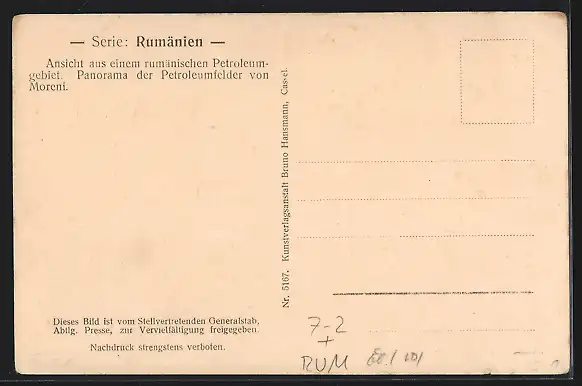 — Serie: Rumänien —
Ansicht aus einem rumänischen Petroleum-
gebiet. Panorama der Petroleumfelder von
Moreni.
Nr. 5167. Kunstverlagsanstalt Bruno Hansmann, Cassel.
Dieses Bild ist vom Stellvertretenden Generalstab,
Abtlg. Presse, zur Vervielfältigung freigegeben.
Nachdruck strengstens verboten.
7-2
+
RUM